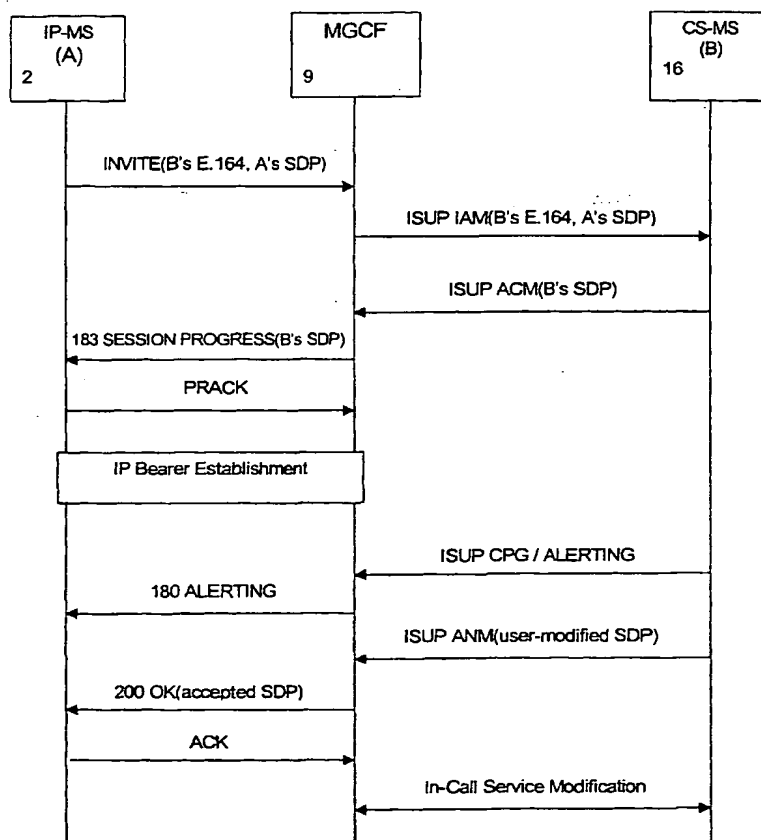 IP-MS
(A)
2
MGCF
9
CS-MS
(B)
16
INVITE(B's E.164, A's SDP)
ISUP IAM(B's E.164, A's SDP)
ISUP ACM(B's SDP)
183 SESSION PROGRESS(B's SDP)
PRACK
IP Bearer Establishment
ISUP CPG / ALERTING
180 ALERTING
ISUP ANM(user-modified SDP)
200 OK(accepted SDP)
ACK
In-Call Service Modification